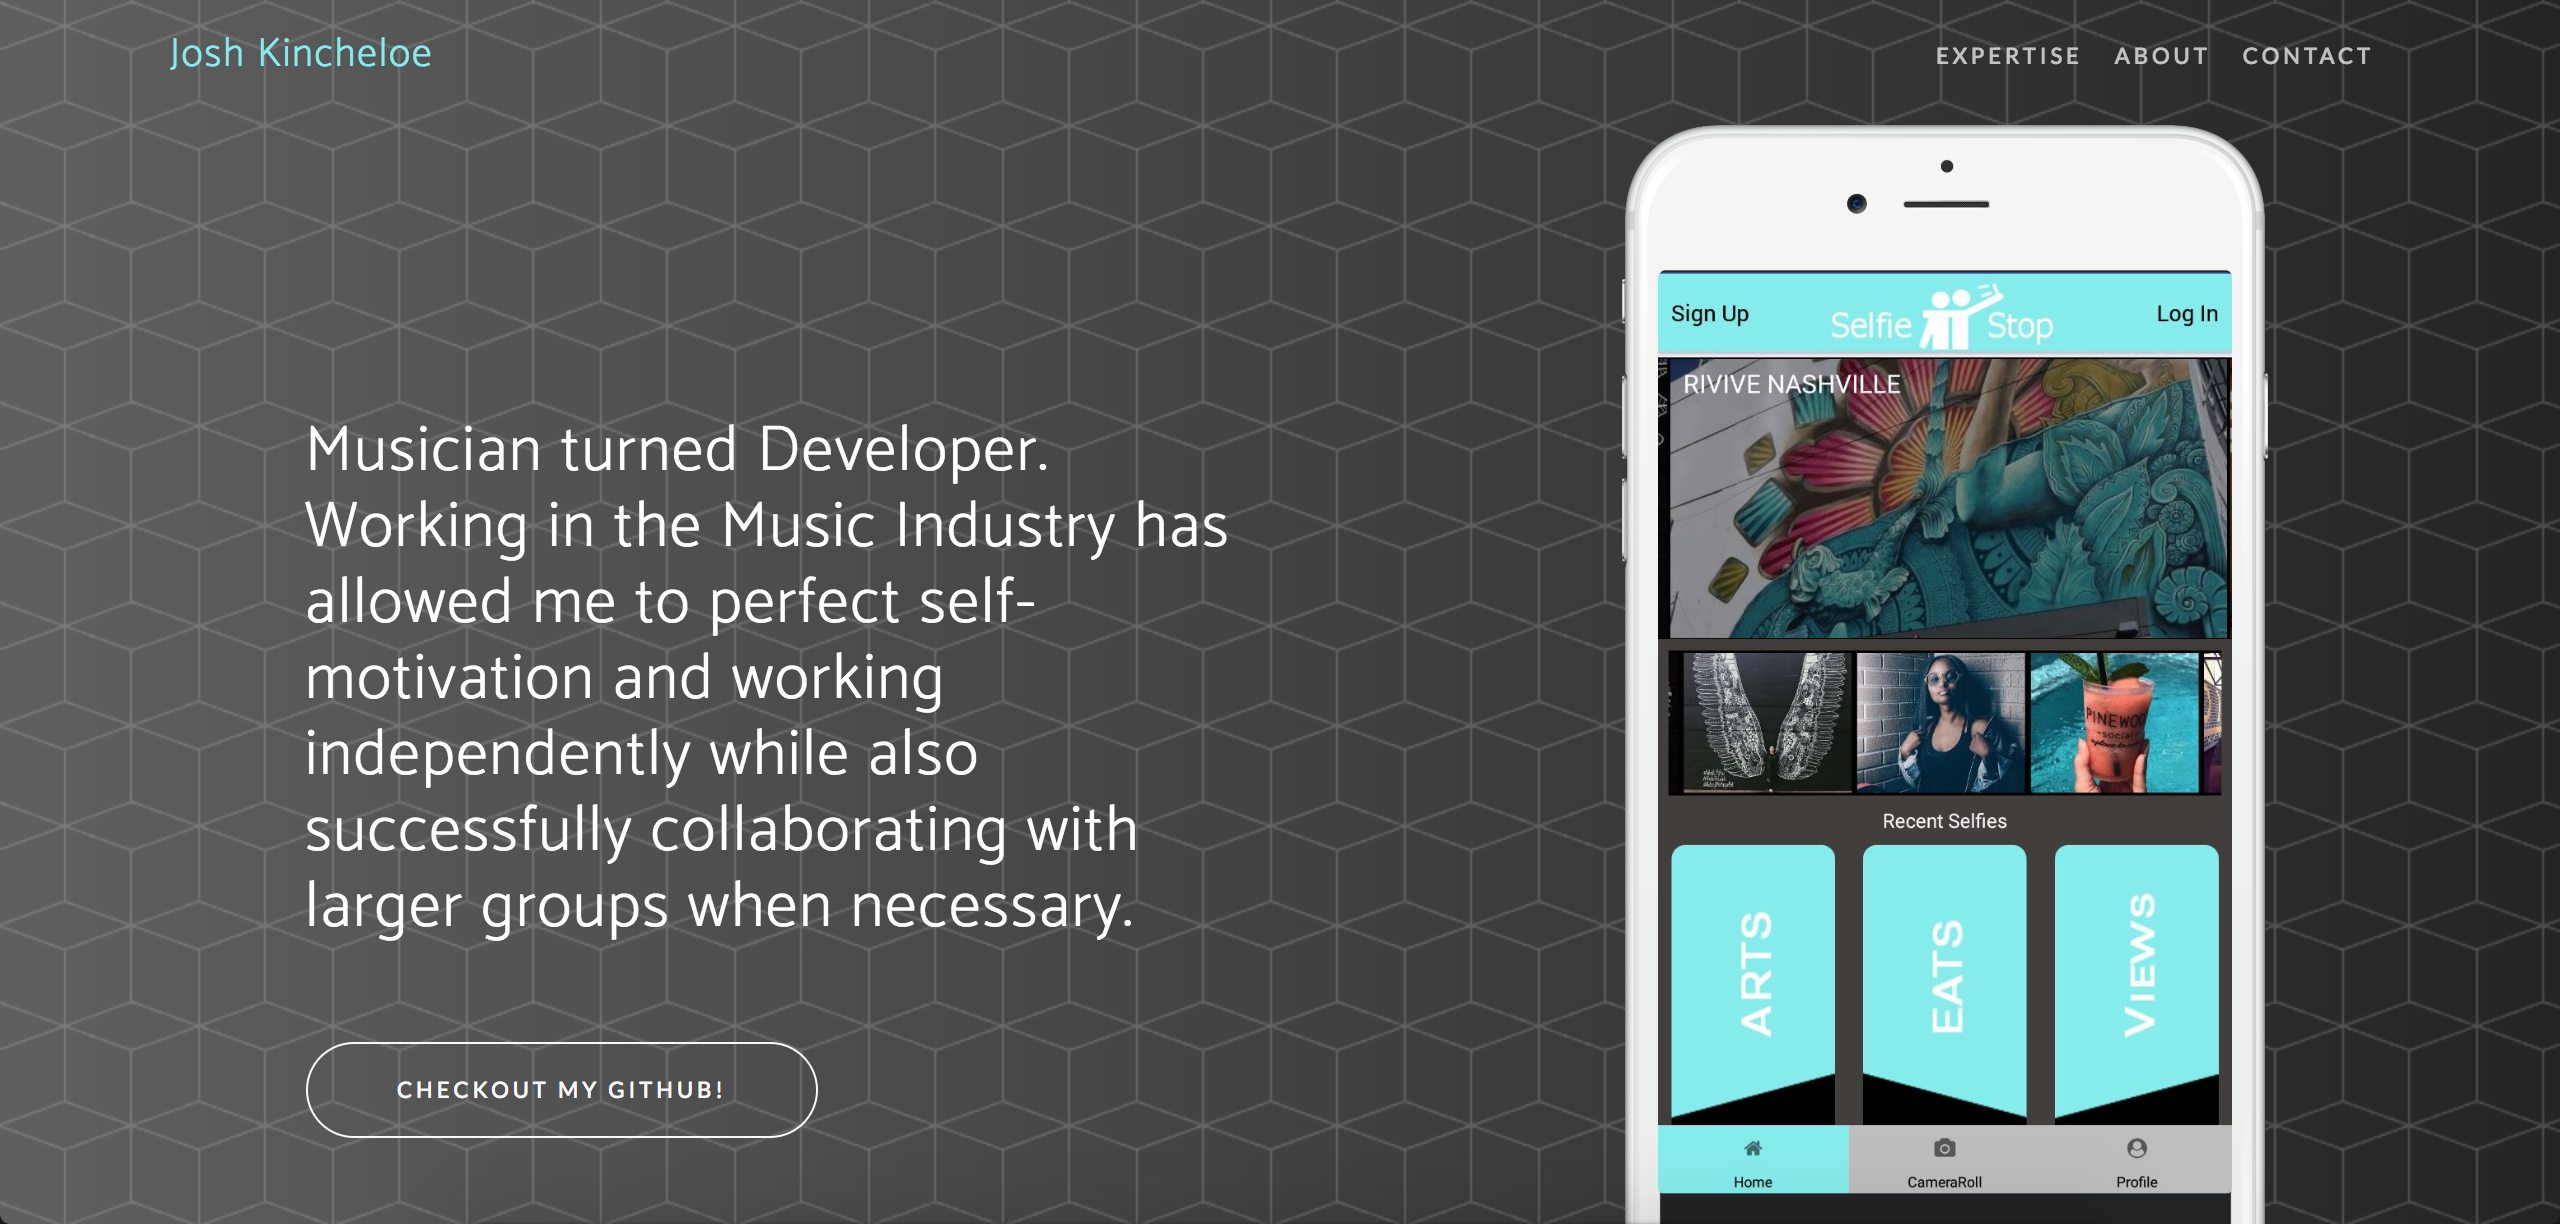 Josh Kincheloe
EXPERTISE ABOUT CONTACT
Musician turned Developer.
Working in the Music Industry has
allowed me to perfect self-
motivation and working
independently while also
successfully collaborating with
larger groups when necessary.
CHECKOUT MY GITHUB!
Sign Up
Selfie Stop
Log In
RIVIVE NASHVILLE
social
Recent Selfies
ARTS
EATS
VIEWS
Home
CameraRoll
Profile